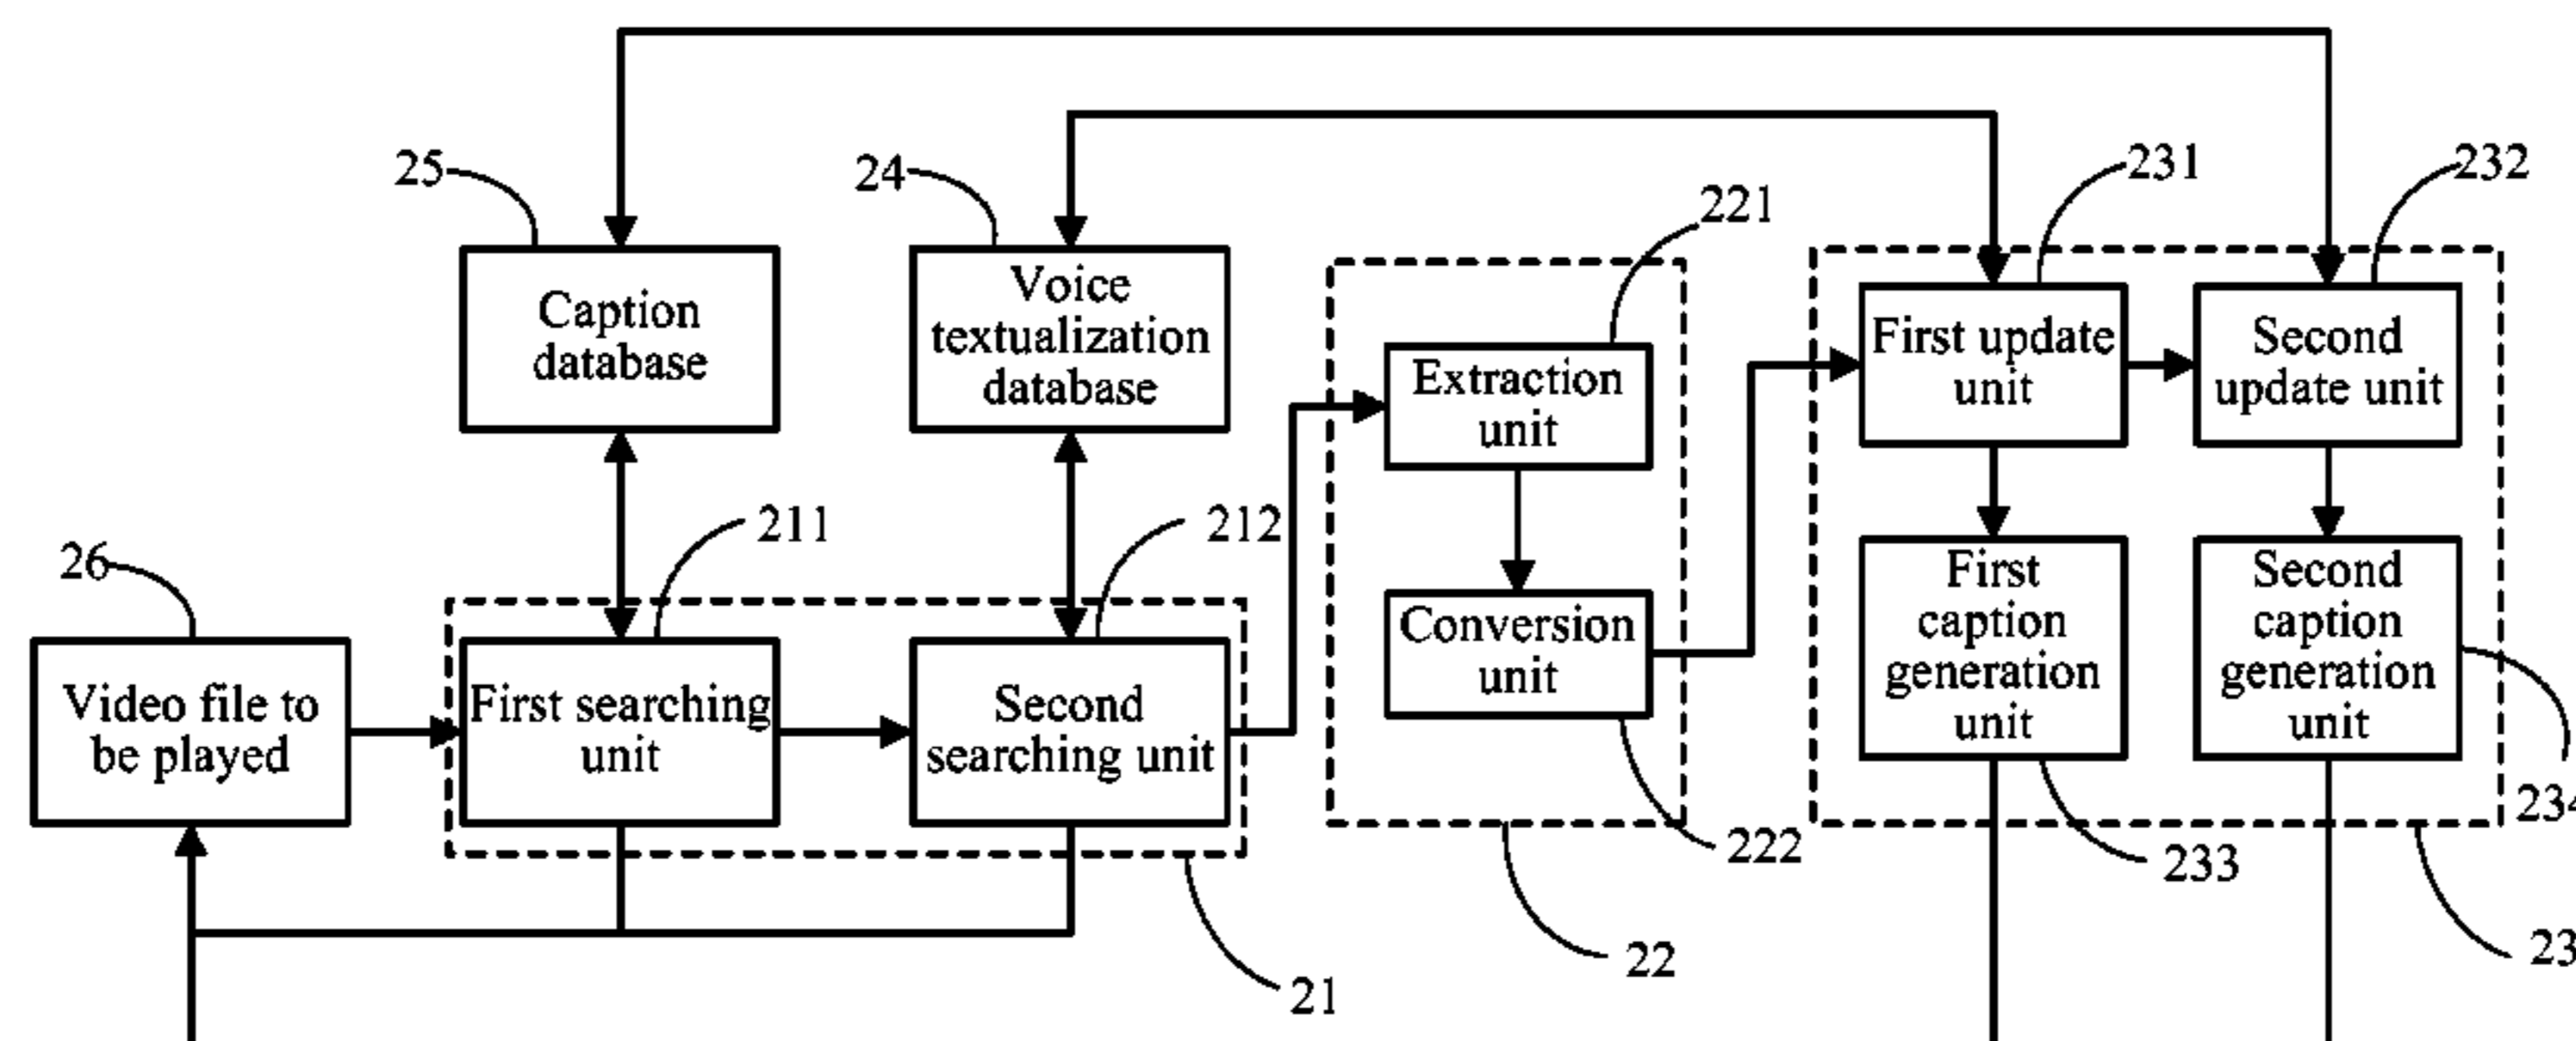 25
24
231
232
221
Caption
database
Voice
textualization
database
First update
unit
Second
update unit
Extraction
unit
26
211
212
Video file to
be played
First searching
unit
Second
searching unit
Conversion
unit
First
caption
generation
unit
Second
caption
generation
unit
222
233
234
22
23
21